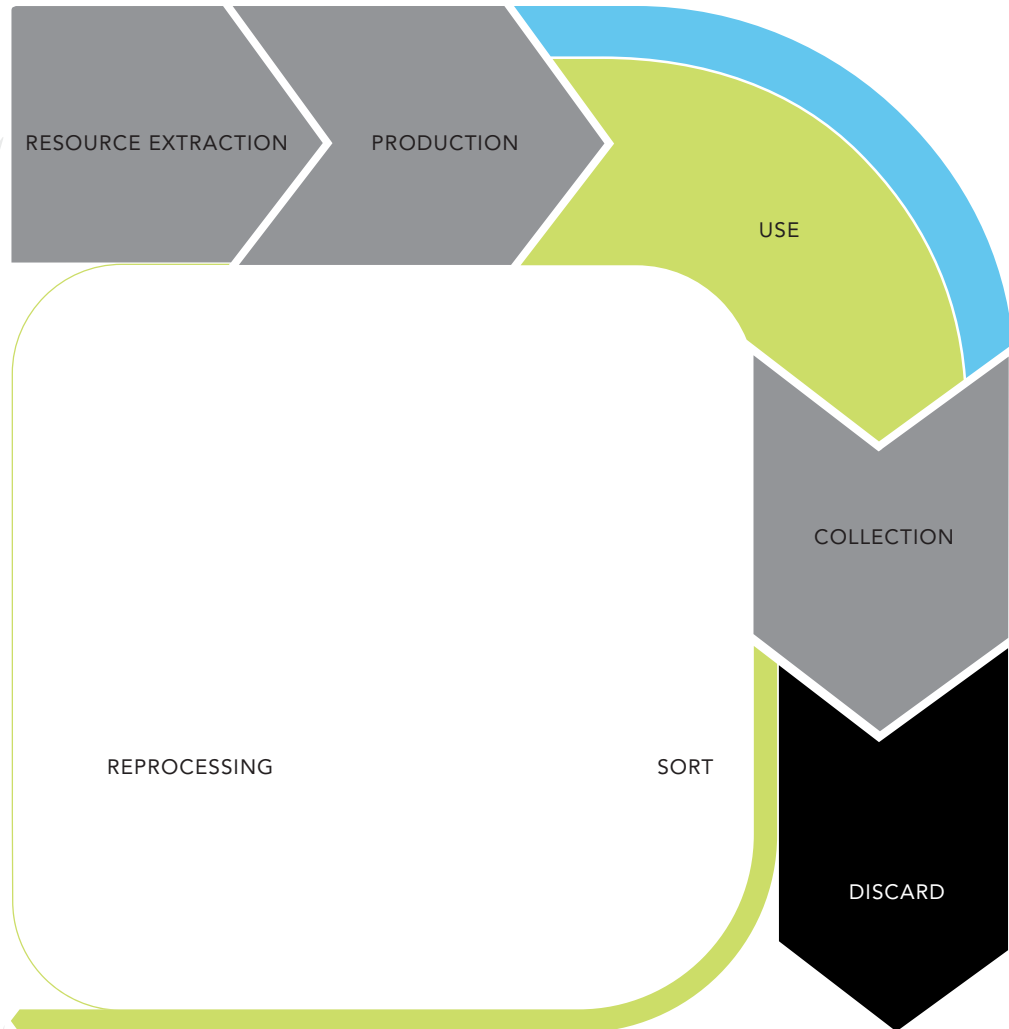 RESOURCE EXTRACTION
PRODUCTION
USE
COLLECTION
REPROCESSING
SORT
DISCARD